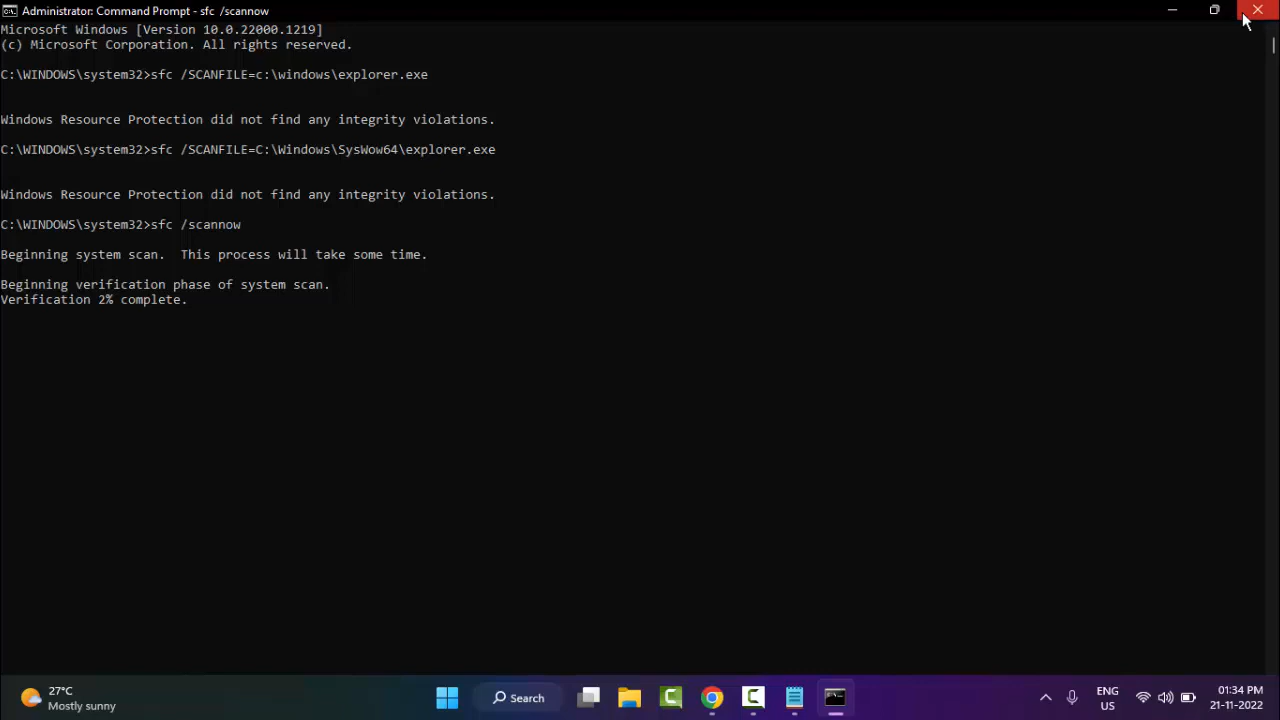 Administrator: Command Prompt - sfc /scannow
Microsoft Windows [Version 10.0.22000.1219]
(c) Microsoft Corporation. All rights reserved.
C:\WINDOWS\system32>sfc /SCANFILE=c:\windows\explorer.exe
Windows Resource Protection did not find any integrity violations.
C:\WINDOWS\system32>sfc /SCANFILE=C:\Windows\SysWow64\explorer.exe
Windows Resource Protection did not find any integrity violations.
C:\WINDOWS\system32>sfc /scannow
Beginning system scan.  This process will take some time.
Beginning verification phase of system scan.
Verification 2% complete.
27°C
Mostly sunny
Search
ENG
US
01:34 PM
21-11-2022